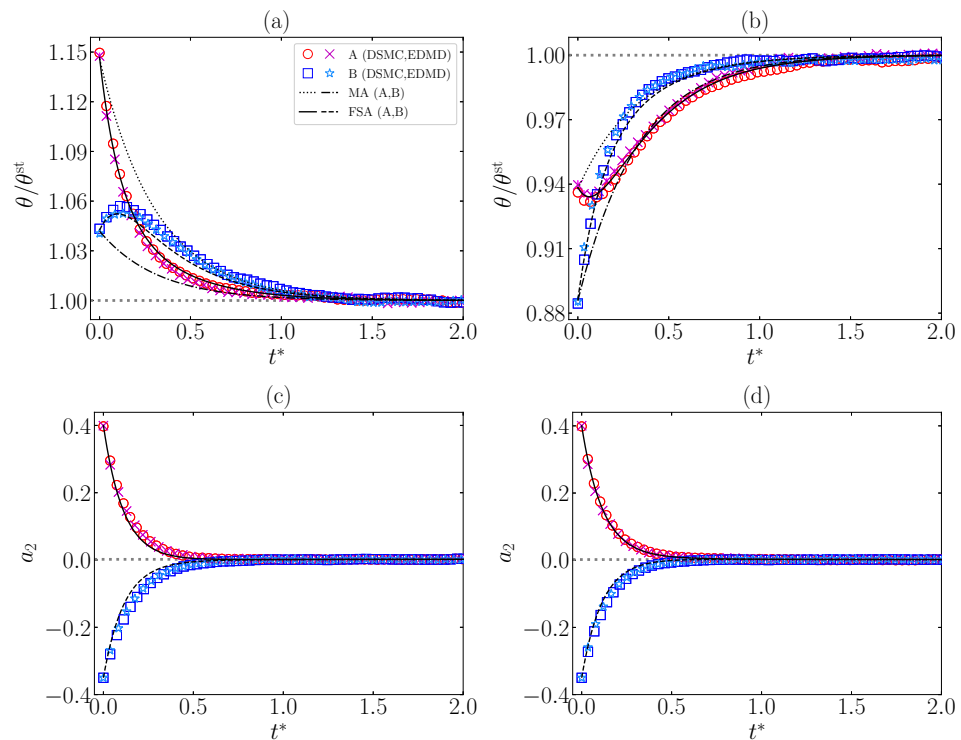 (a)
1.15
1.12
1.09
1.06
1.03
1.00
θ/θ^st
0.0 0.5 1.0 1.5 2.0
t*
A (DSMC,EDMD)
B (DSMC,EDMD)
MA (A,B)
FSA (A,B)
(b)
1.00
0.97
0.94
0.91
0.88
θ/θ^st
0.0 0.5 1.0 1.5 2.0
t*
(c)
0.4
0.2
0.0
−0.2
−0.4
a₂
0.0 0.5 1.0 1.5 2.0
t*
(d)
0.4
0.2
0.0
−0.2
−0.4
a₂
0.0 0.5 1.0 1.5 2.0
t*